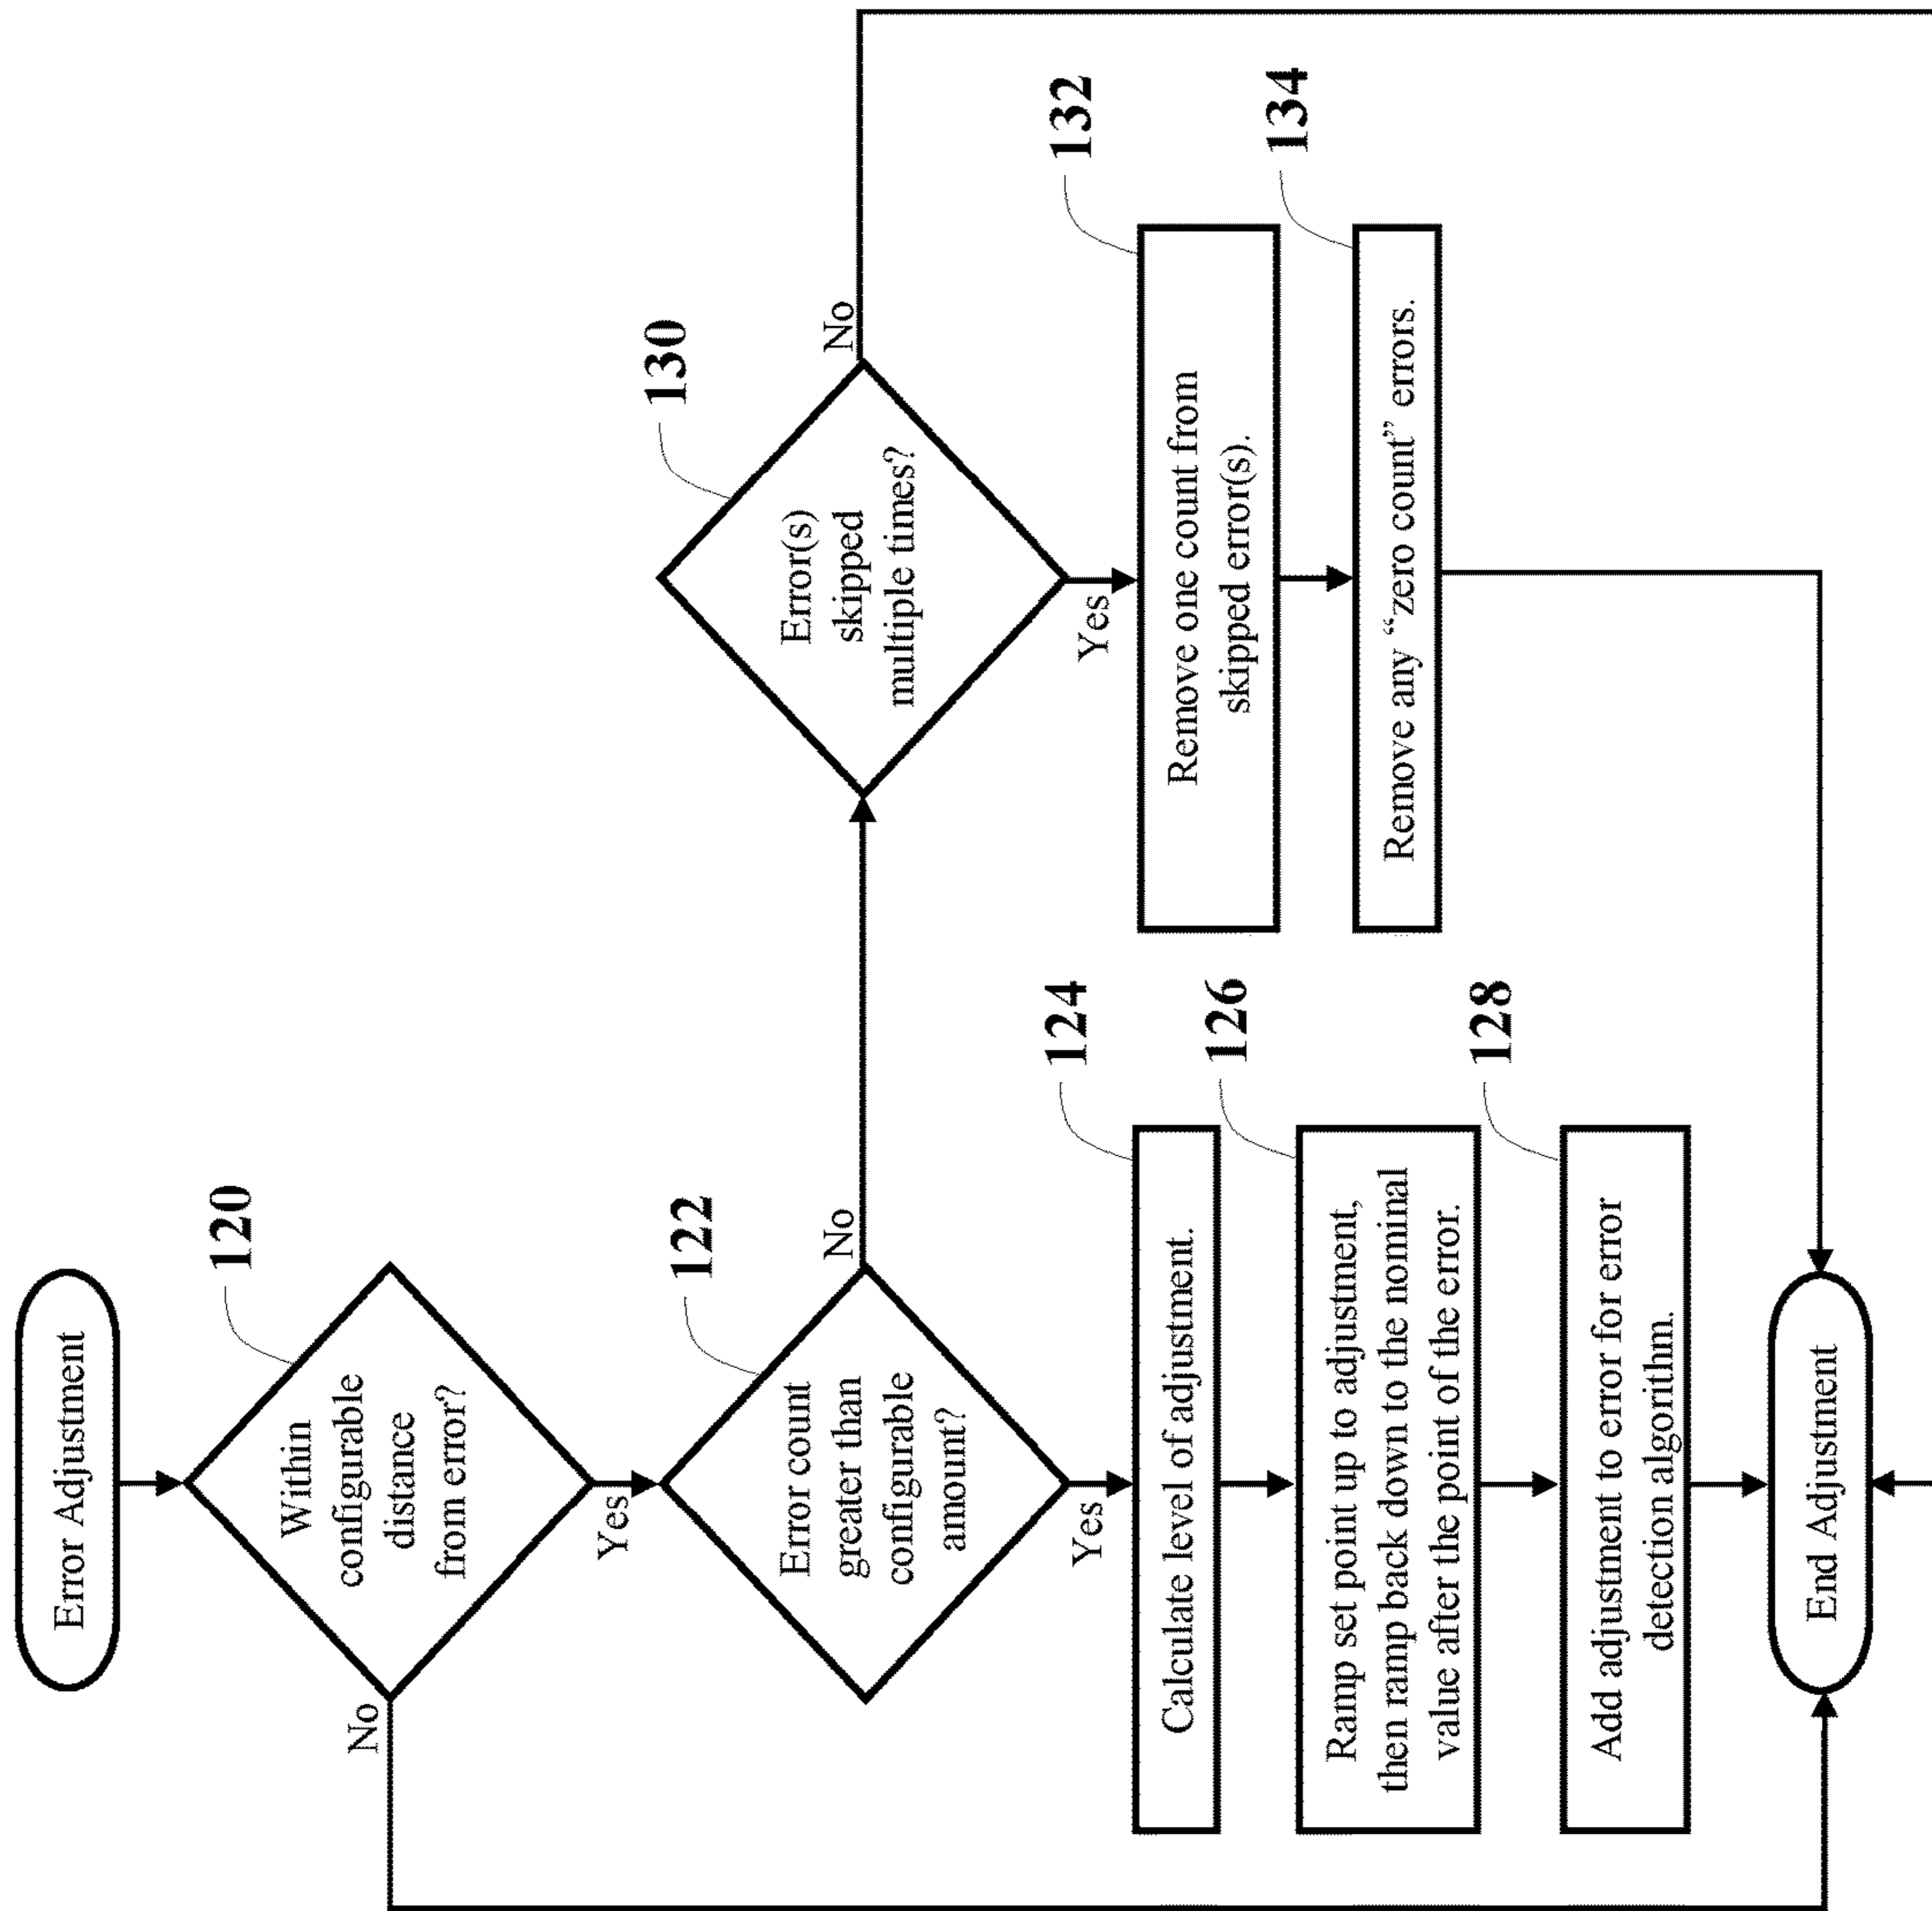 Error Adjustment
120
Within
configurable
distance
from error?
No
Yes
122
Error count
greater than
configurable
amount?
No
Yes
130
Error(s)
skipped
multiple times?
No
Yes
124
Calculate level of adjustment.
126
Ramp set point up to adjustment,
then ramp back down to the nominal
value after the point of the error.
128
Add adjustment to error for error
detection algorithm.
132
Remove one count from
skipped error(s).
134
Remove any “zero count” errors.
End Adjustment